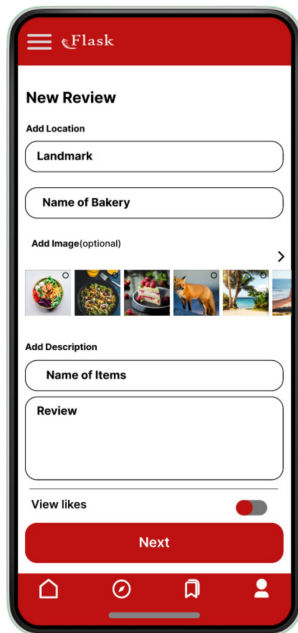 Flask
New Review
Add Location
Landmark
Name of Bakery
Add Image(optional)
Add Description
Name of Items
Review
View likes
Next